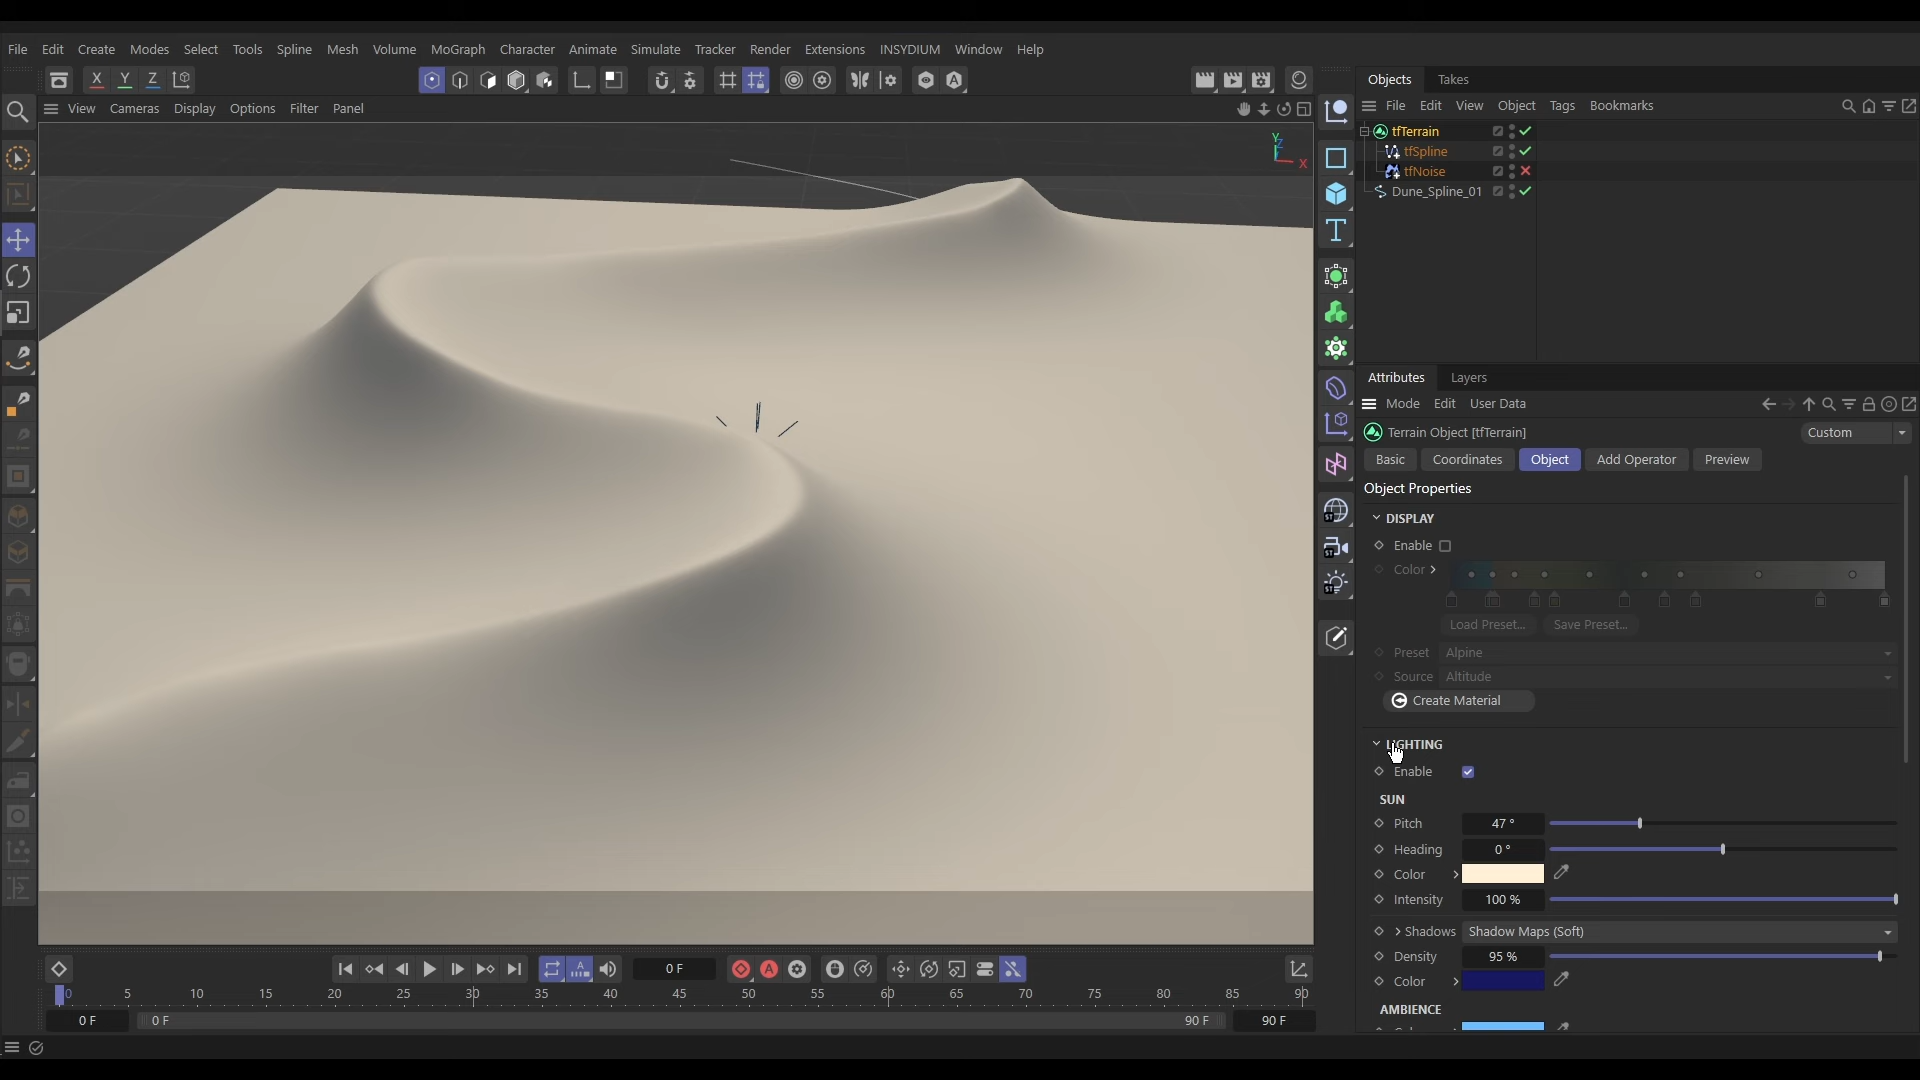 File Edit Create Modes Select Tools Spline Mesh Volume MoGraph Character Animate Simulate Tracker Render Extensions INSYDIUM Window Help
X Y Z
View Cameras Display Options Filter Panel
Y
Z
X
Objects Takes
File Edit View Object Tags Bookmarks
tfTerrain
tfSpline
tfNoise
Dune_Spline_01
Attributes Layers
Mode Edit User Data
Terrain Object [tfTerrain] Custom
Basic Coordinates Object Add Operator Preview
Object Properties
DISPLAY
Enable
Color
Load Preset... Save Preset...
Preset Alpine
Source Altitude
Create Material
LIGHTING
Enable
SUN
Pitch 47 °
Heading 0 °
Color
Intensity 100 %
Shadows Shadow Maps (Soft)
Density 95 %
Color
AMBIENCE
0 F
0 5 10 15 20 25 30 35 40 45 50 55 60 65 70 75 80 85 90
0 F 0 F 90 F 90 F